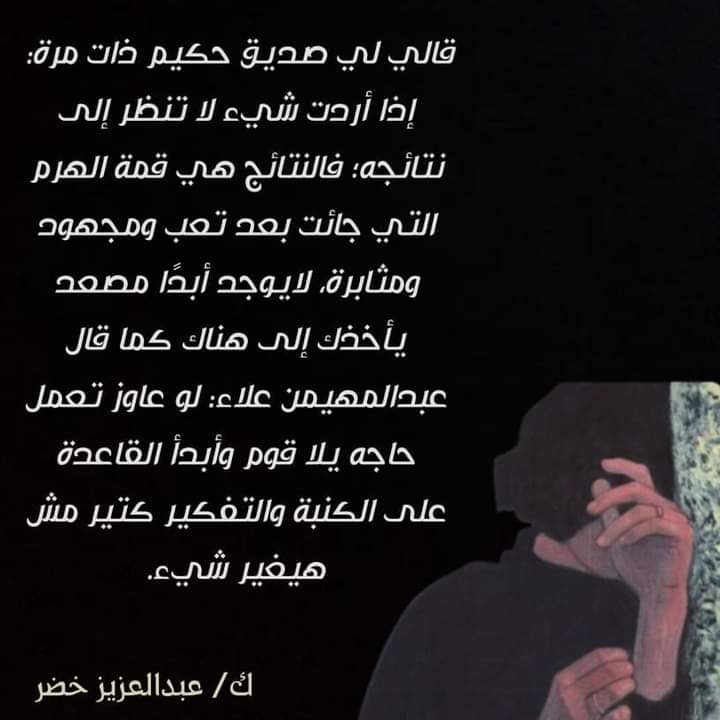 قالي لي صديق حكيم ذات مرة:
إذا أردت شيء لا تنظر إلى
نتائجه؛ فالنتائج هي قمة الهرم
التي جائت بعد تعب ومجهود
ومثابرة، لايوجد أبدًا مصعد
يأخذك إلى هناك كما قال
عبدالمهيمن علاء: لو عاوز تعمل
حاجه يلا قوم وأبدأ القاعدة
على الكنبة والتفكير كتير مش
هيغير شيء.
ك/ عبدالعزيز خضر